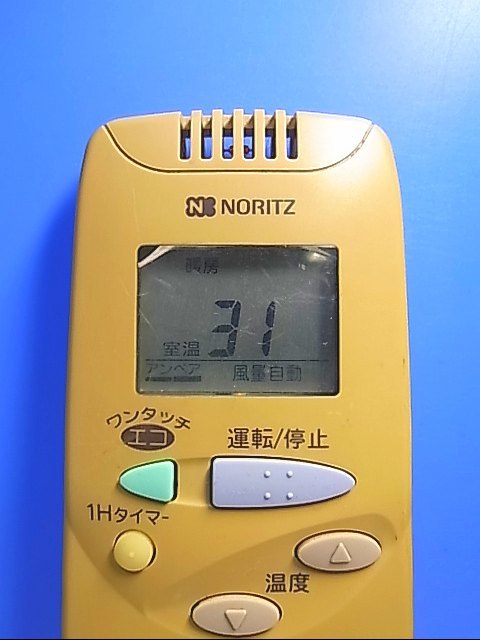 NORITZ
暖房
室温 31
アンペア 風量自動
ワンタッチ
エコ
運転/停止
1Hタイマー
温度